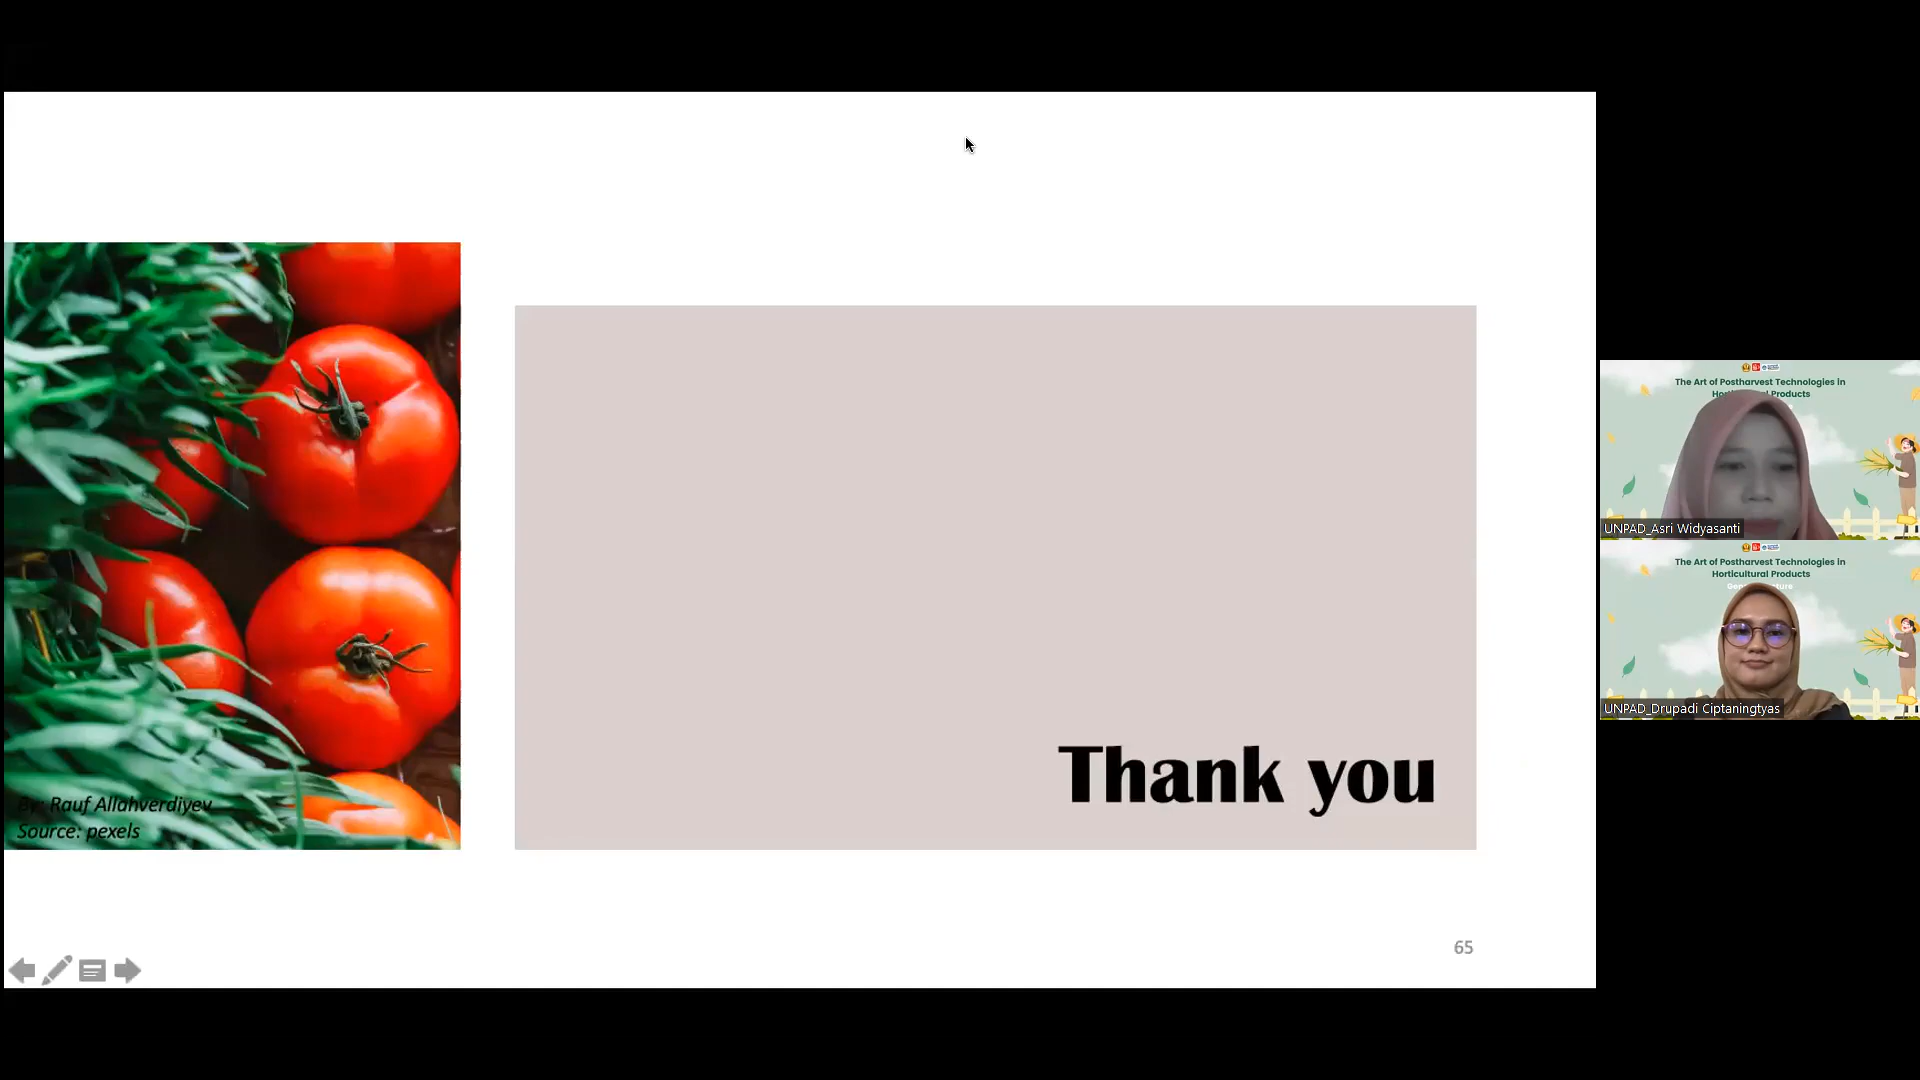 By: Rauf Allahverdiyev
Source: pexels
Thank you
65
The Art of Postharvest Technologies in
Products
UNPAD_Asri Widyasanti
The Art of Postharvest Technologies in
Horticultural Products
UNPAD_Drupadi Ciptaningtyas